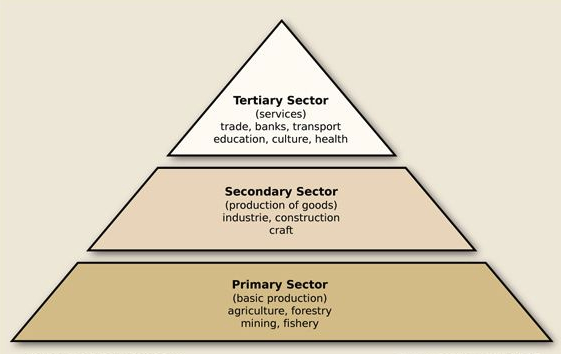 Tertiary Sector
(services)
trade, banks, transport
education, culture, health
Secondary Sector
(production of goods)
industrie, construction
craft
Primary Sector
(basic production)
agriculture, forestry
mining, fishery